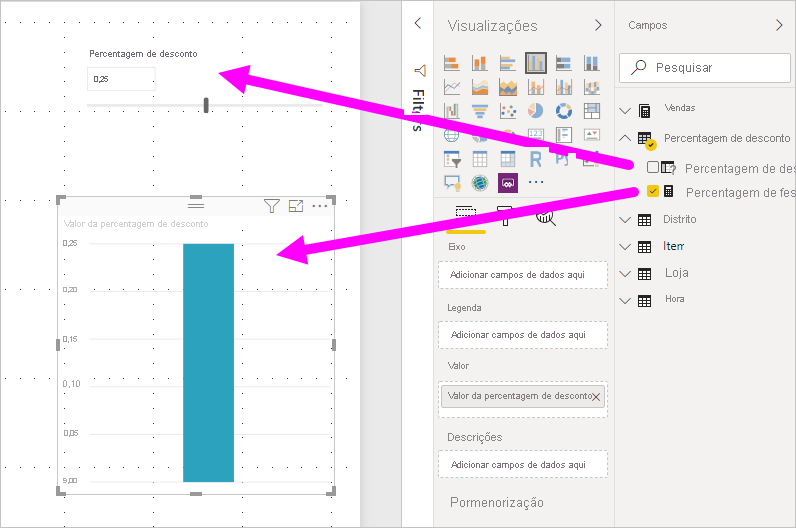 Percentagem de desconto
0,25
Valor da percentagem de desconto
0,25
0,20
0,15
0,10
0,05
9,00
Filtros
Visualizações
123
R
Eixo
Adicionar campos de dados aqui
Legenda
Adicionar campos de dados aqui
Valor
Valor da percentagem de desconto
Descrições
Adicionar campos de dados aqui
Pormenorização
Campos
Pesquisar
Vendas
Percentagem de desconto
Percentagem de des
Percentagem de fes
Distrito
Item
Loja
Hora